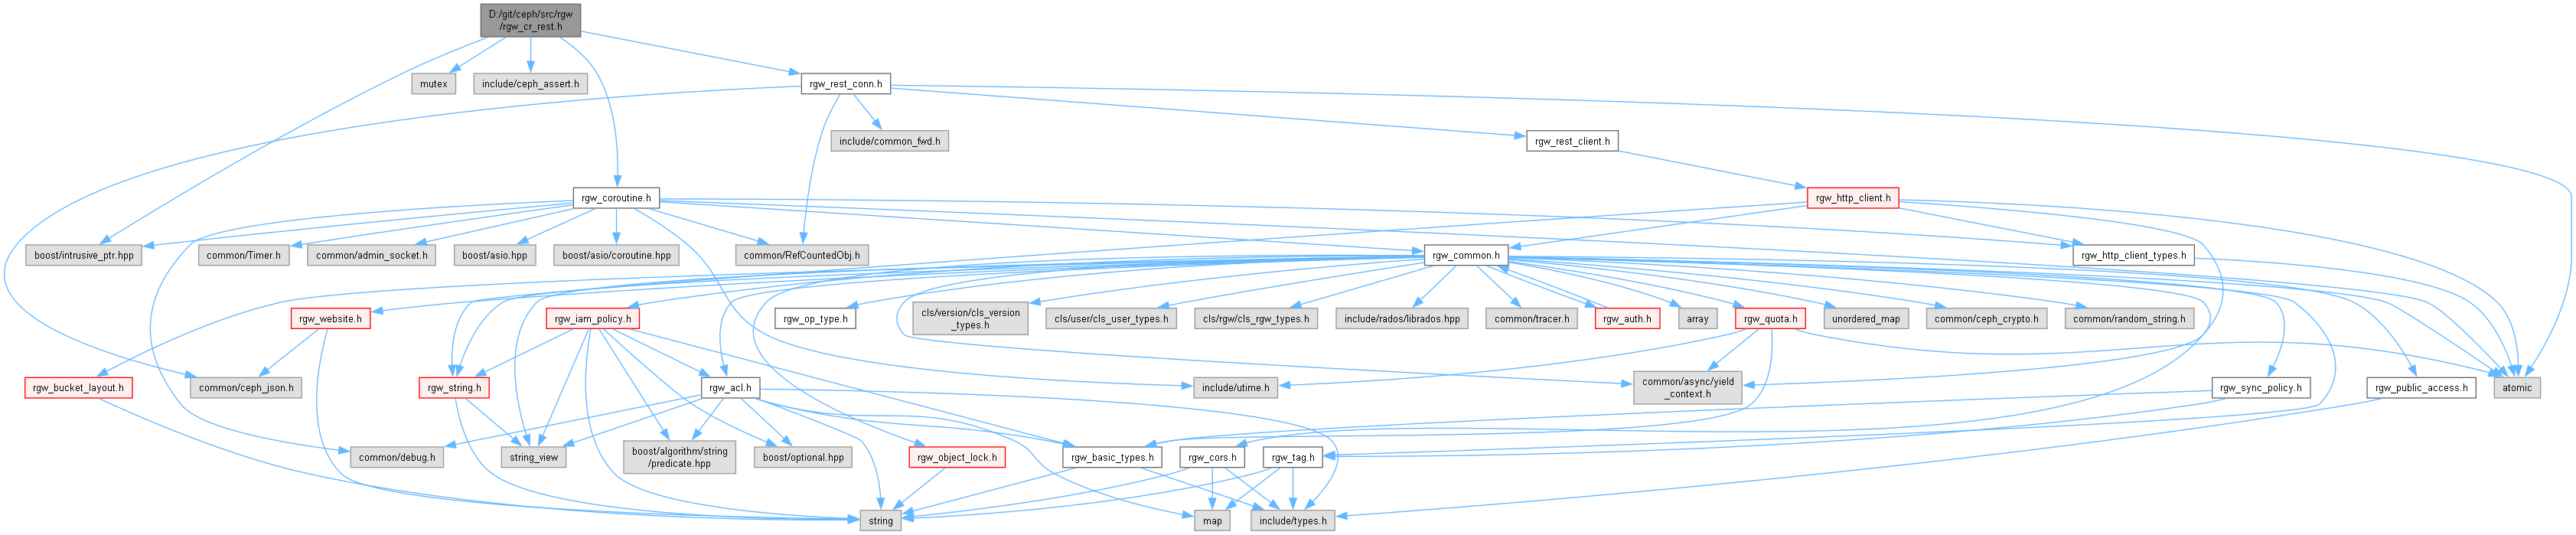 D:/git/ceph/src/rgw
/rgw_cr_rest.h
mutex
include/ceph_assert.h
rgw_rest_conn.h
include/common_fwd.h
rgw_rest_client.h
rgw_coroutine.h
rgw_http_client.h
boost/intrusive_ptr.hpp
common/Timer.h
common/admin_socket.h
boost/asio.hpp
boost/asio/coroutine.hpp
common/RefCountedObj.h
rgw_common.h
rgw_http_client_types.h
rgw_website.h
rgw_iam_policy.h
rgw_op_type.h
cls/version/cls_version
_types.h
cls/user/cls_user_types.h
cls/rgw/cls_rgw_types.h
include/rados/librados.hpp
common/tracer.h
rgw_auth.h
array
rgw_quota.h
unordered_map
common/ceph_crypto.h
common/random_string.h
rgw_bucket_layout.h
common/ceph_json.h
rgw_string.h
rgw_acl.h
include/utime.h
common/async/yield
_context.h
rgw_sync_policy.h
rgw_public_access.h
atomic
common/debug.h
string_view
boost/algorithm/string
/predicate.hpp
boost/optional.hpp
rgw_object_lock.h
rgw_basic_types.h
rgw_cors.h
rgw_tag.h
string
map
include/types.h